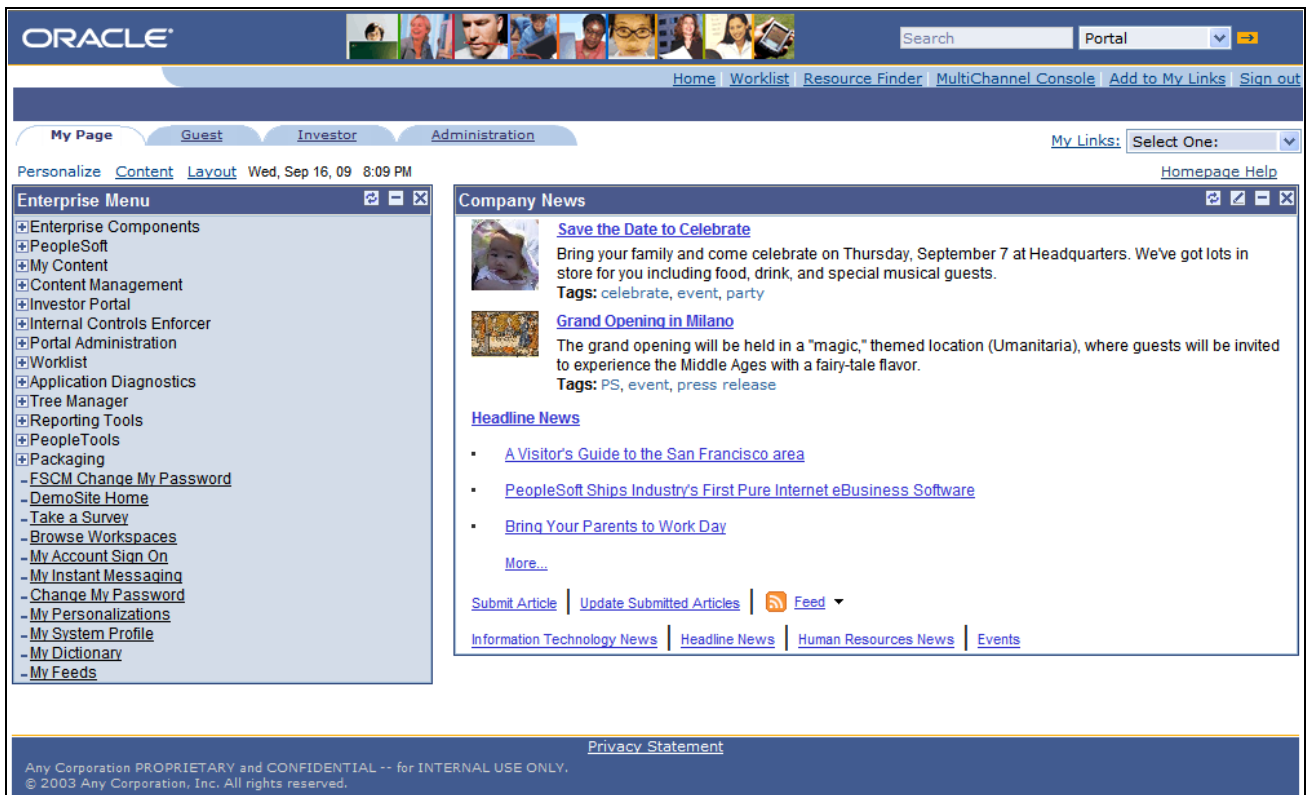 ORACLE®
Search
Portal
Home | Worklist | Resource Finder | MultiChannel Console | Add to My Links | Sign out
My Page
Guest
Investor
Administration
My Links: Select One:
Personalize Content Layout Wed, Sep 16, 09 8:09 PM
Homepage Help
Enterprise Menu
Enterprise Components
PeopleSoft
My Content
Content Management
Investor Portal
Internal Controls Enforcer
Portal Administration
Worklist
Application Diagnostics
Tree Manager
Reporting Tools
PeopleTools
Packaging
FSCM Change My Password
DemoSite Home
Take a Survey
Browse Workspaces
My Account Sign On
My Instant Messaging
Change My Password
My Personalizations
My System Profile
My Dictionary
My Feeds
Company News
Save the Date to Celebrate
Bring your family and come celebrate on Thursday, September 7 at Headquarters. We've got lots in
store for you including food, drink, and special musical guests.
Tags: celebrate, event, party
Grand Opening in Milano
The grand opening will be held in a "magic," themed location (Umanitaria), where guests will be invited
to experience the Middle Ages with a fairy-tale flavor.
Tags: PS, event, press release
Headline News
A Visitor's Guide to the San Francisco area
PeopleSoft Ships Industry's First Pure Internet eBusiness Software
Bring Your Parents to Work Day
More...
Submit Article | Update Submitted Articles | Feed
Information Technology News | Headline News | Human Resources News | Events
Privacy Statement
Any Corporation PROPRIETARY and CONFIDENTIAL -- for INTERNAL USE ONLY.
© 2003 Any Corporation, Inc. All rights reserved.